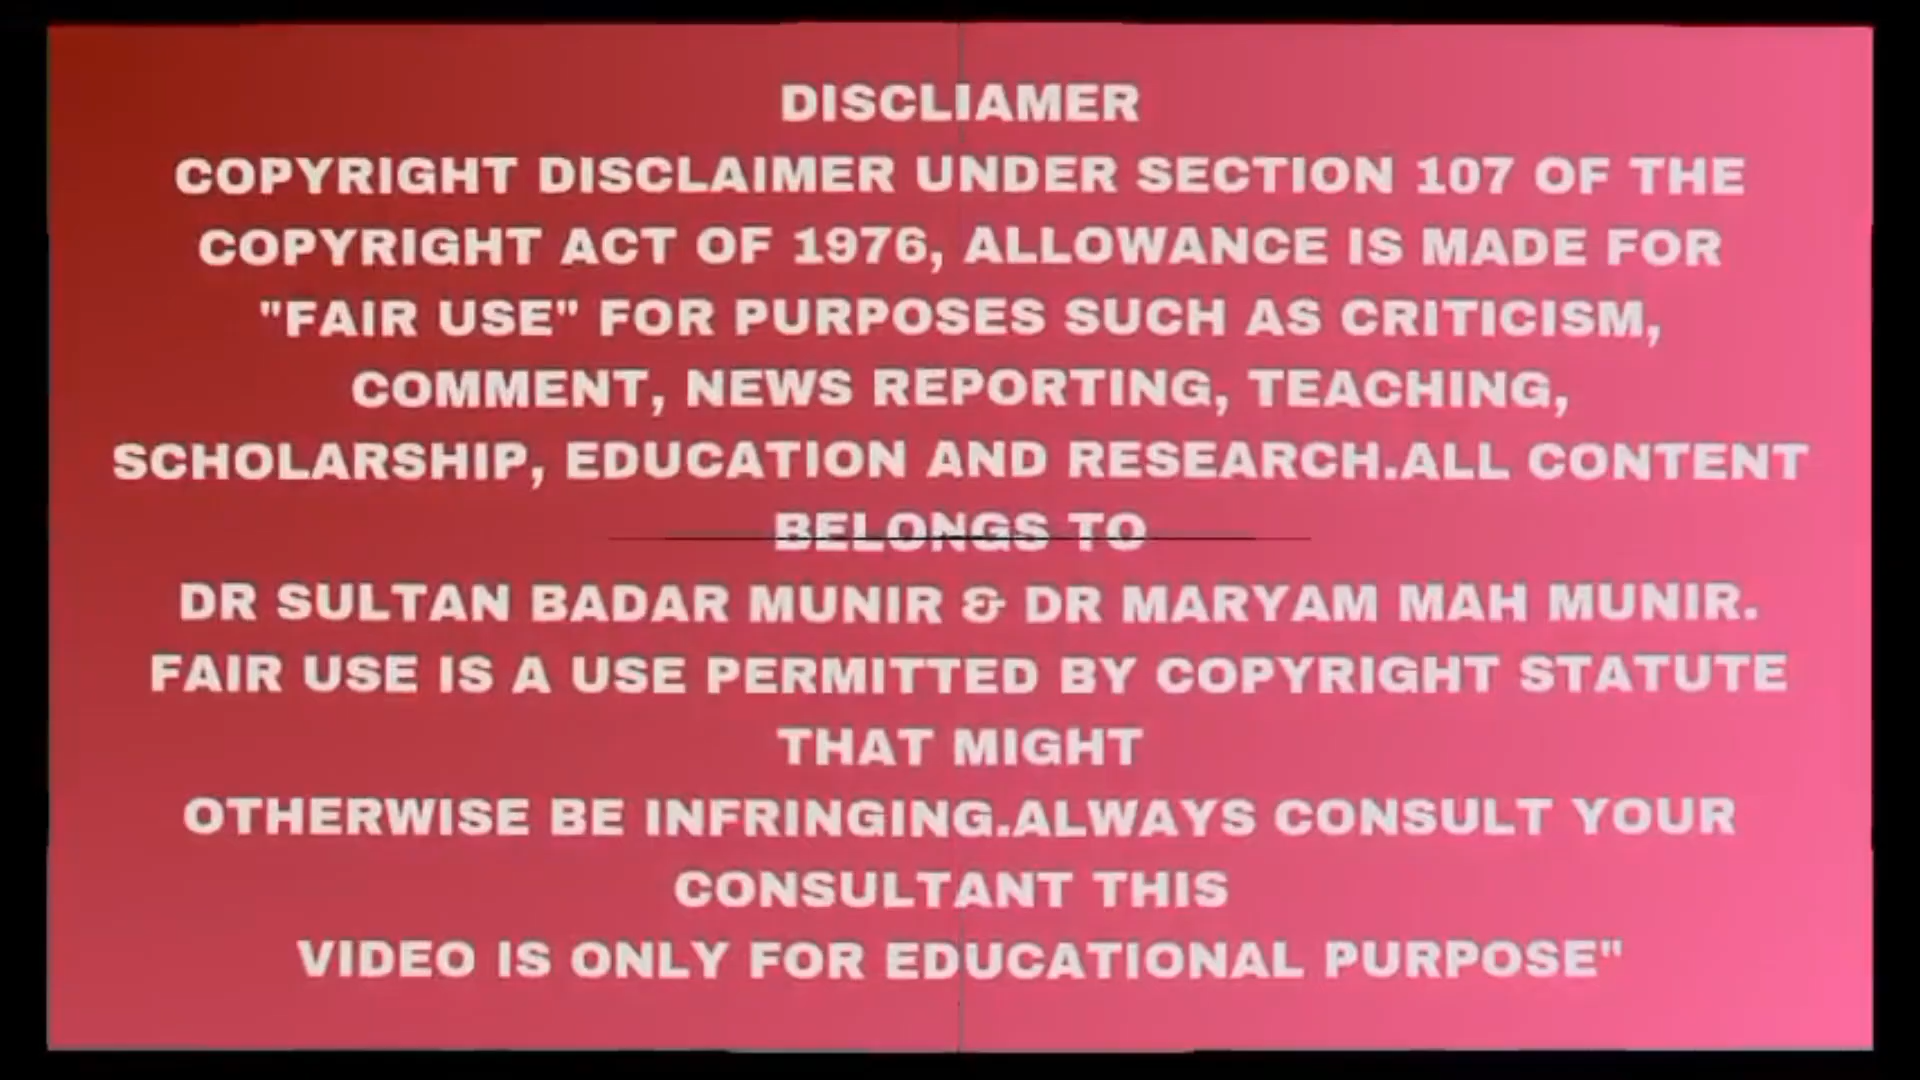 DISCLIAMER
COPYRIGHT DISCLAIMER UNDER SECTION 107 OF THE
COPYRIGHT ACT OF 1976, ALLOWANCE IS MADE FOR
"FAIR USE" FOR PURPOSES SUCH AS CRITICISM,
COMMENT, NEWS REPORTING, TEACHING,
SCHOLARSHIP, EDUCATION AND RESEARCH.ALL CONTENT
BELONGS TO
DR SULTAN BADAR MUNIR & DR MARYAM MAH MUNIR.
FAIR USE IS A USE PERMITTED BY COPYRIGHT STATUTE
THAT MIGHT
OTHERWISE BE INFRINGING.ALWAYS CONSULT YOUR
CONSULTANT THIS
VIDEO IS ONLY FOR EDUCATIONAL PURPOSE"